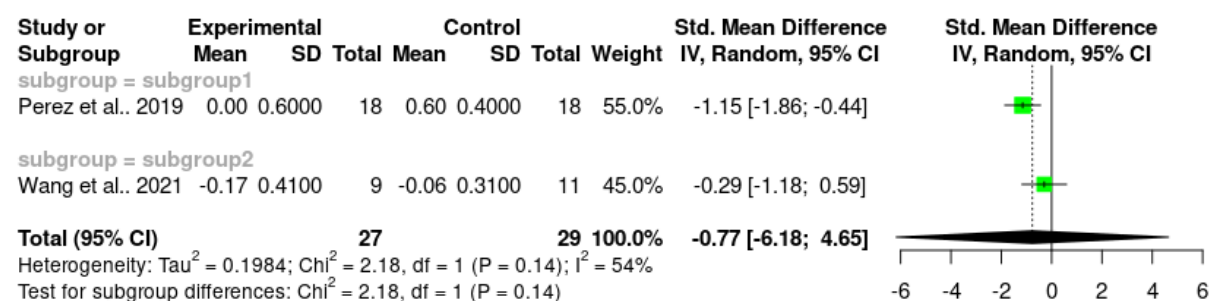 Study or Experimental Control Std. Mean Difference Std. Mean Difference
Subgroup Mean SD Total Mean SD Total Weight IV, Random, 95% CI IV, Random, 95% CI
subgroup = subgroup1
Perez et al.. 2019 0.00 0.6000 18 0.60 0.4000 18 55.0% -1.15 [-1.86; -0.44]
subgroup = subgroup2
Wang et al.. 2021 -0.17 0.4100 9 -0.06 0.3100 11 45.0% -0.29 [-1.18; 0.59]
Total (95% CI) 27 29 100.0% -0.77 [-6.18; 4.65]
Heterogeneity: Tau² = 0.1984; Chi² = 2.18, df = 1 (P = 0.14); I² = 54%
Test for subgroup differences: Chi² = 2.18, df = 1 (P = 0.14)
-6 -4 -2 0 2 4 6